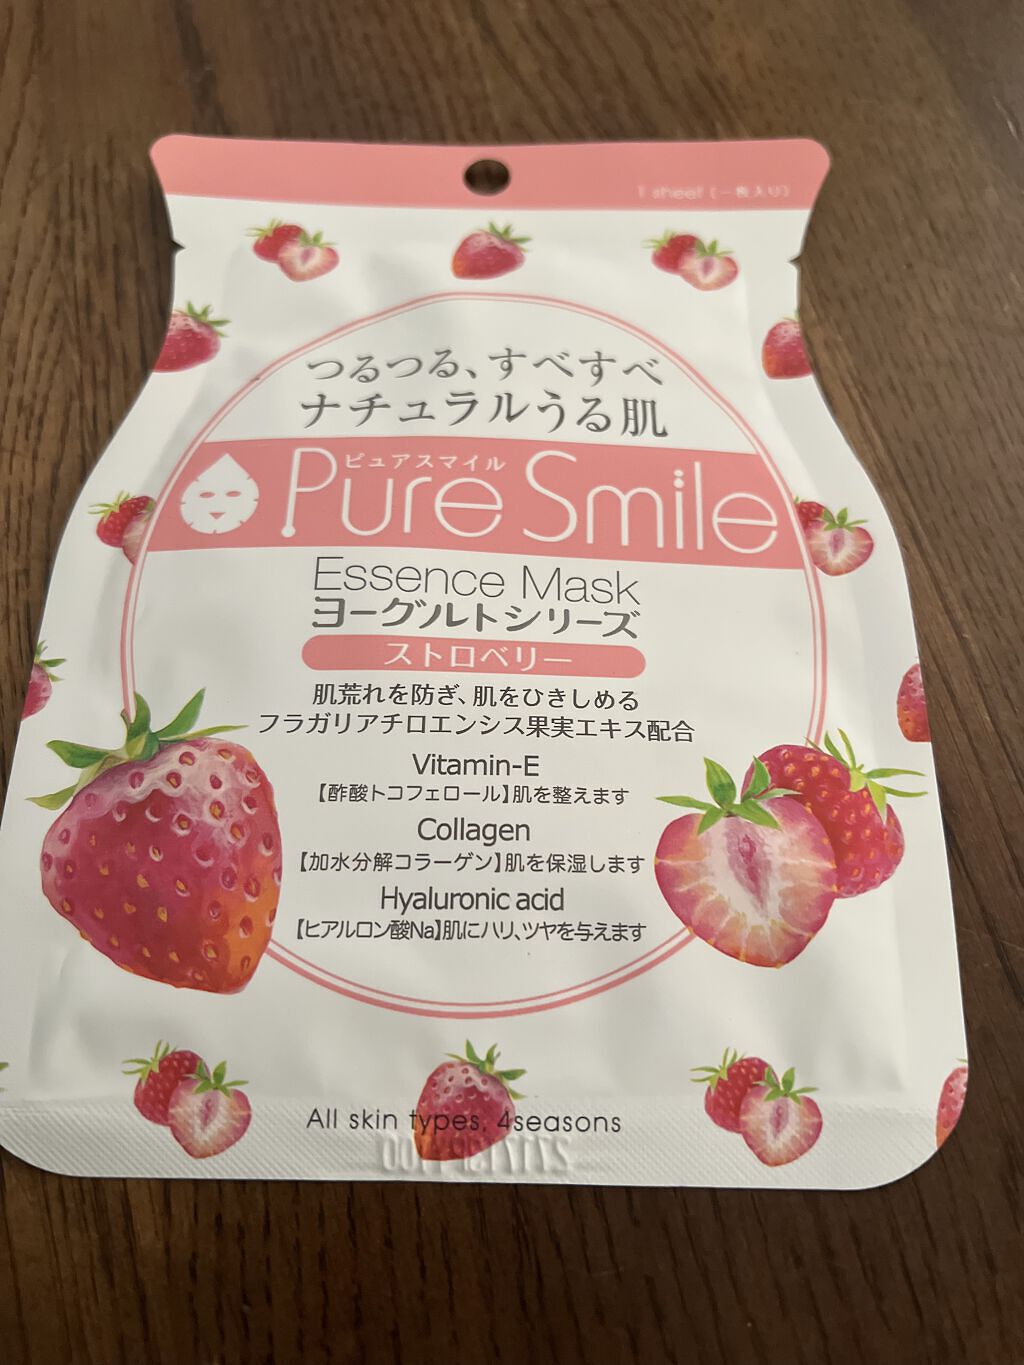 1 sheet (一枚入り)
つるつる、すべすべ
ナチュラルうる肌
ピュアスマイル
Pure Smile
Essence Mask
ヨーグルトシリーズ
ストロベリー
肌荒れを防ぎ、肌をひきしめる
フラガリアチロエンシス果実エキス配合
Vitamin-E
【酢酸トコフェロール】肌を整えます
Collagen
【加水分解コラーゲン】肌を保湿します
Hyaluronic acid
【ヒアルロン酸Na】肌にハリ、ツヤを与えます
All skin types, 4seasons